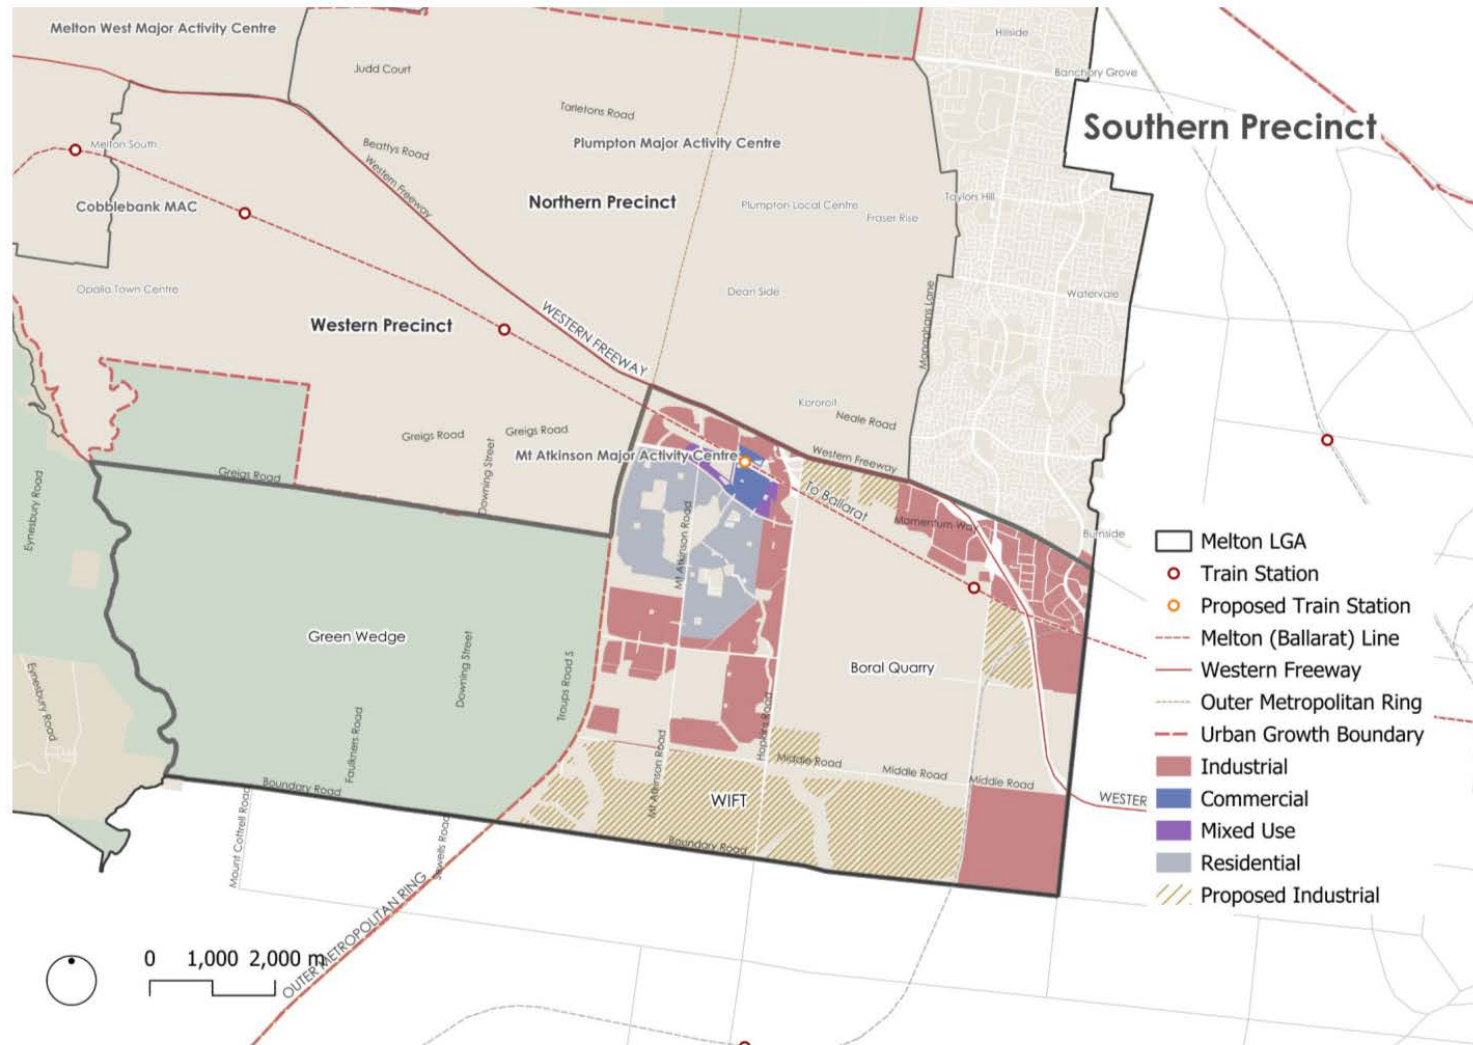 Melton West Major Activity Centre
Hillside
Judd Court
Banchory Grove
Tarletons Road
Southern Precinct
Melton South
Beattys Road
Plumpton Major Activity Centre
Western Freeway
Cobblebank MAC
Northern Precinct
Plumpton Local Centre
Taylors Hill
Fraser Rise
Opalia Town Centre
Dean Side
Watervale
Western Precinct
WESTERN FREEWAY
Monaghans Lane
Kororoit
Neale Road
Greigs Road
Greigs Road
Downing Street
Mt Atkinson Major Activity Centre
Western Freeway
Greigs Road
To Ballarat
Eynesbury Road
Mt Atkinson Road
Momentum Way
Burnside
Melton LGA
Train Station
Proposed Train Station
Green Wedge
Melton (Ballarat) Line
Downing Street
Troups Road S
Boral Quarry
Western Freeway
Eynesbury Road
Outer Metropolitan Ring
Faulkners Road
Hopkins Road
Urban Growth Boundary
Mt Atkinson Road
Middle Road
Middle Road
Middle Road
Industrial
Boundary Road
WIFT
WESTER
Commercial
Mount Cottrell Road
Sewells Road
Boundary Road
Mixed Use
Residential
Proposed Industrial
OUTER METROPOLITAN RING
0 1,000 2,000 m